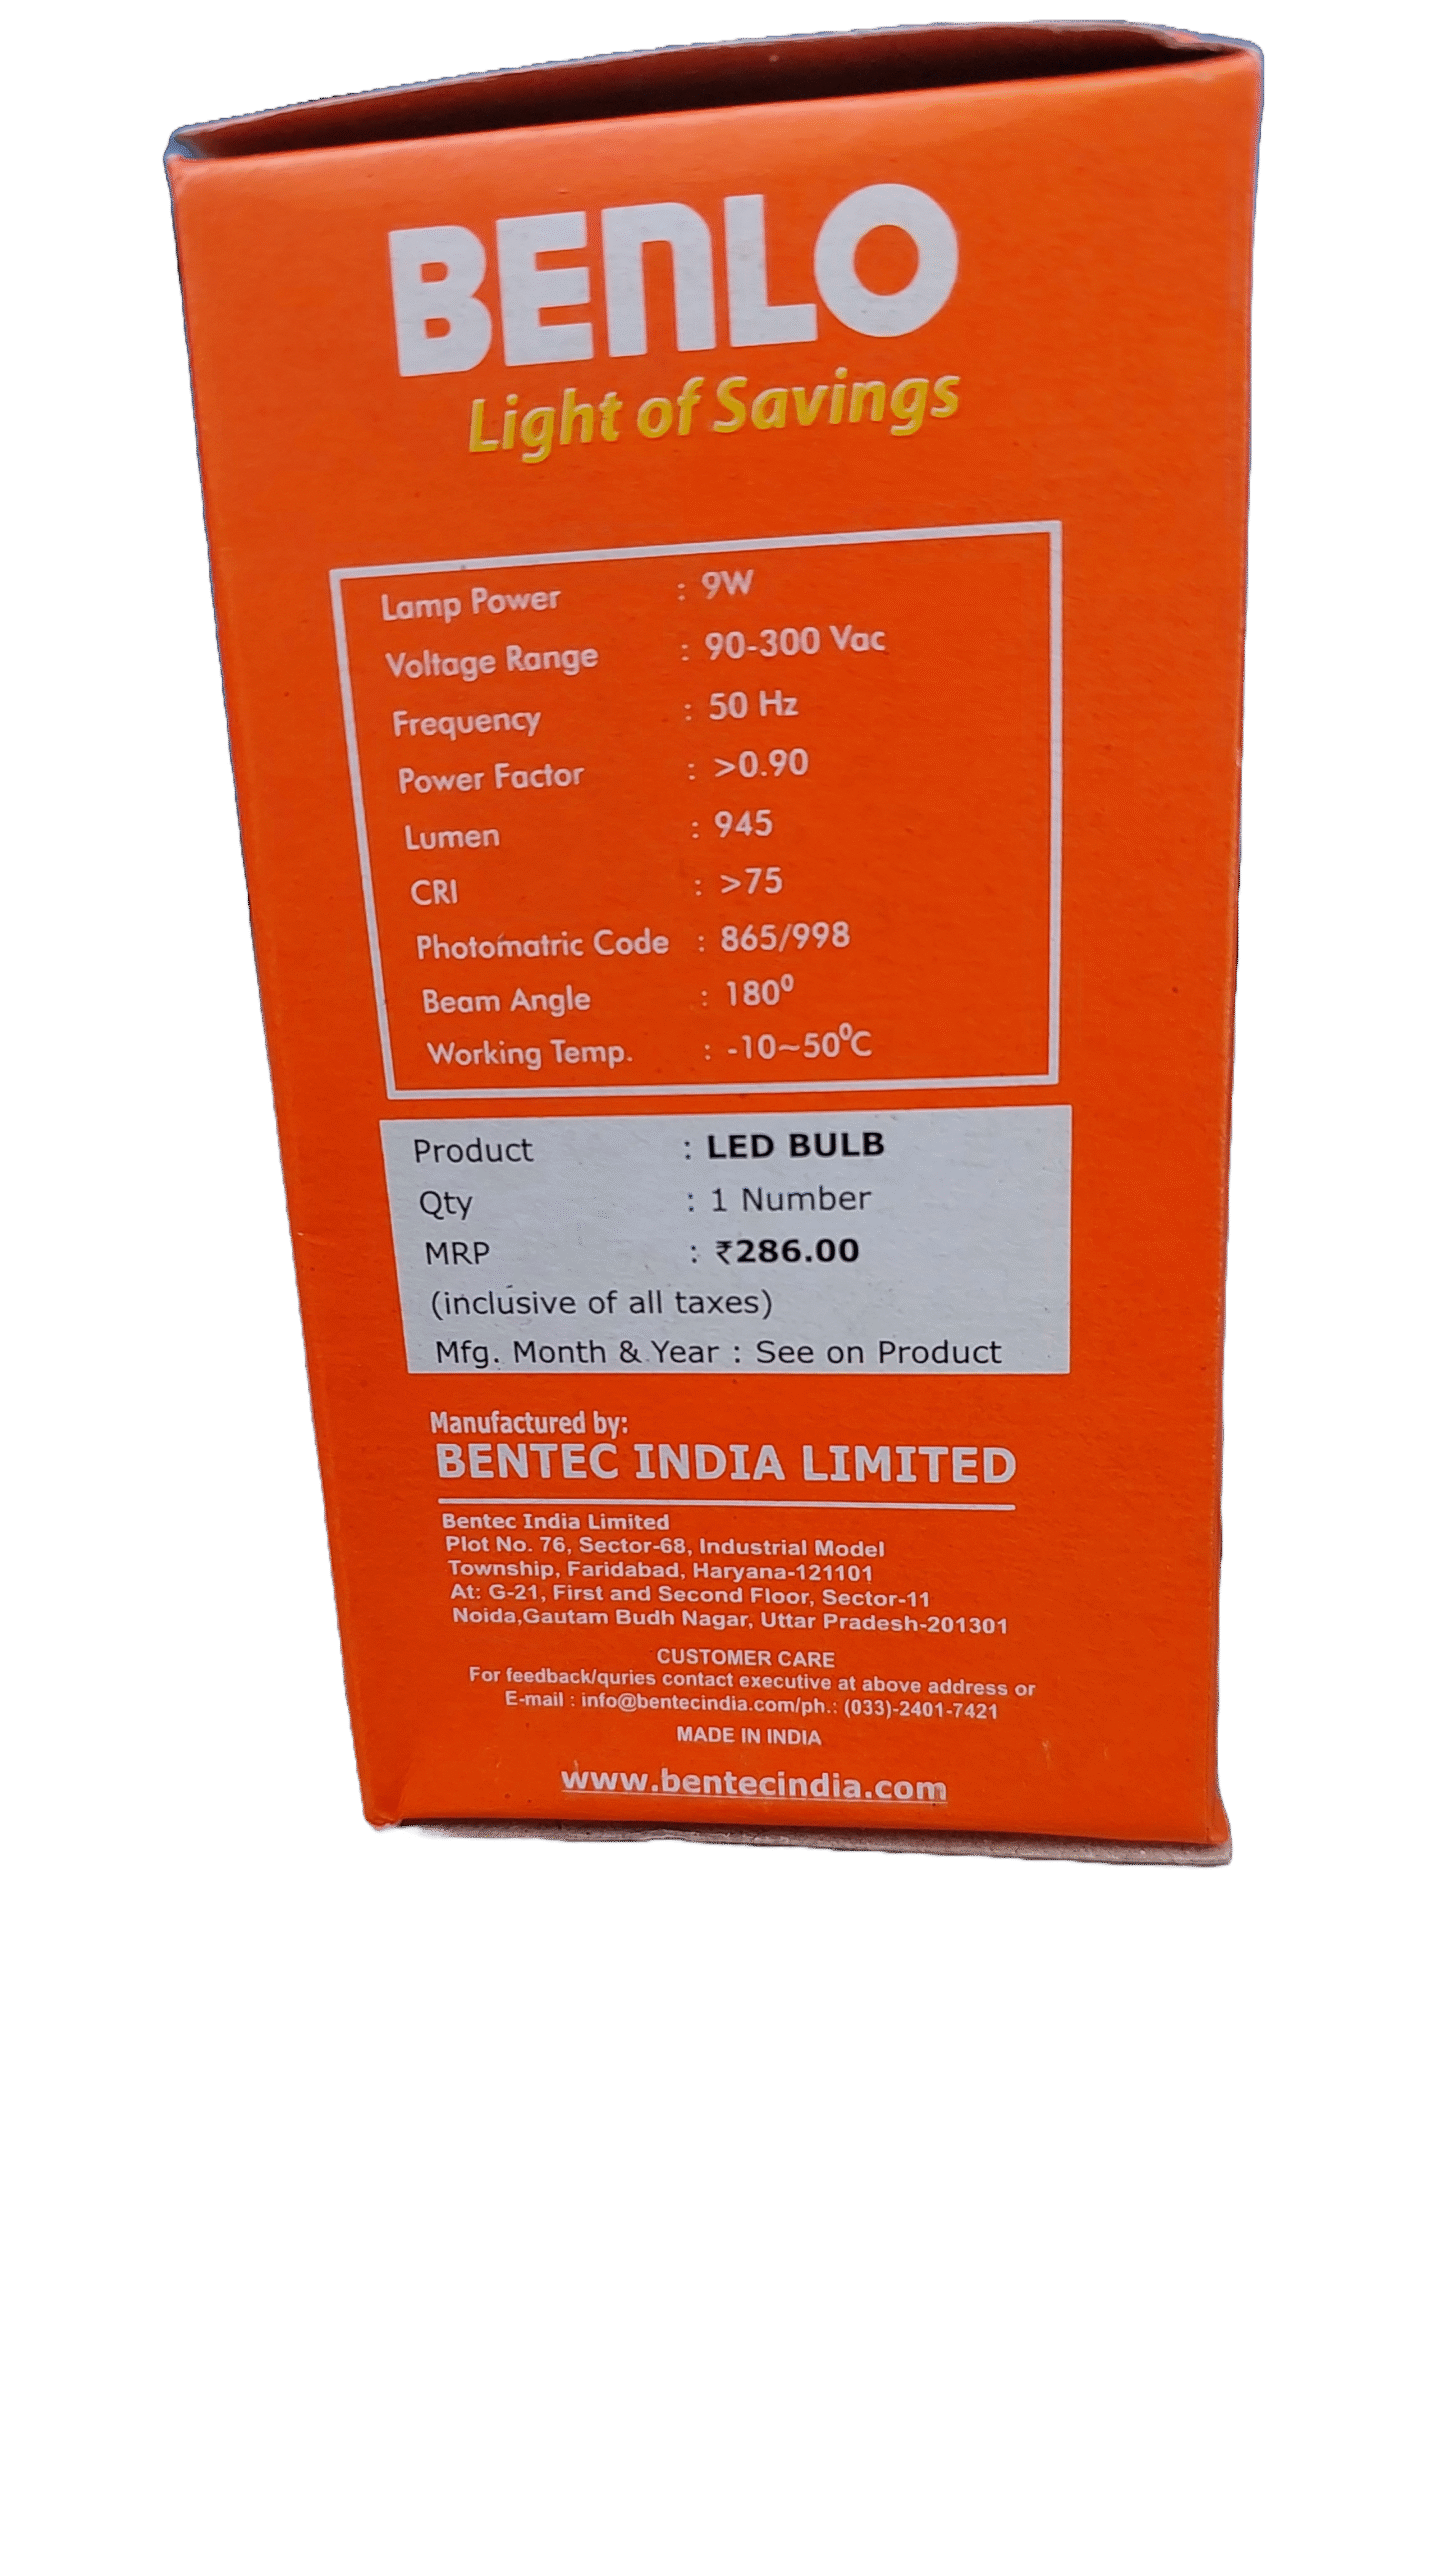 BENLO
Light of Savings
Lamp Power : 9W
Voltage Range : 90-300 Vac
Frequency : 50 Hz
Power Factor : >0.90
Lumen : 945
CRI : >75
Photomatric Code : 865/998
Beam Angle : 180⁰
Working Temp. : -10~50⁰C
Product : LED BULB
Qty : 1 Number
MRP : ₹286.00
(inclusive of all taxes)
Mfg. Month & Year : See on Product
Manufactured by:
BENTEC INDIA LIMITED
Bentec India Limited
Plot No. 76, Sector-68, Industrial Model
Township, Faridabad, Haryana-121101
At: G-21, First and Second Floor, Sector-11
Noida,Gautam Budh Nagar, Uttar Pradesh-201301
CUSTOMER CARE
For feedback/quries contact executive at above address or
E-mail : info@bentecindia.com/ph.: (033)-2401-7421
MADE IN INDIA
www.bentecindia.com